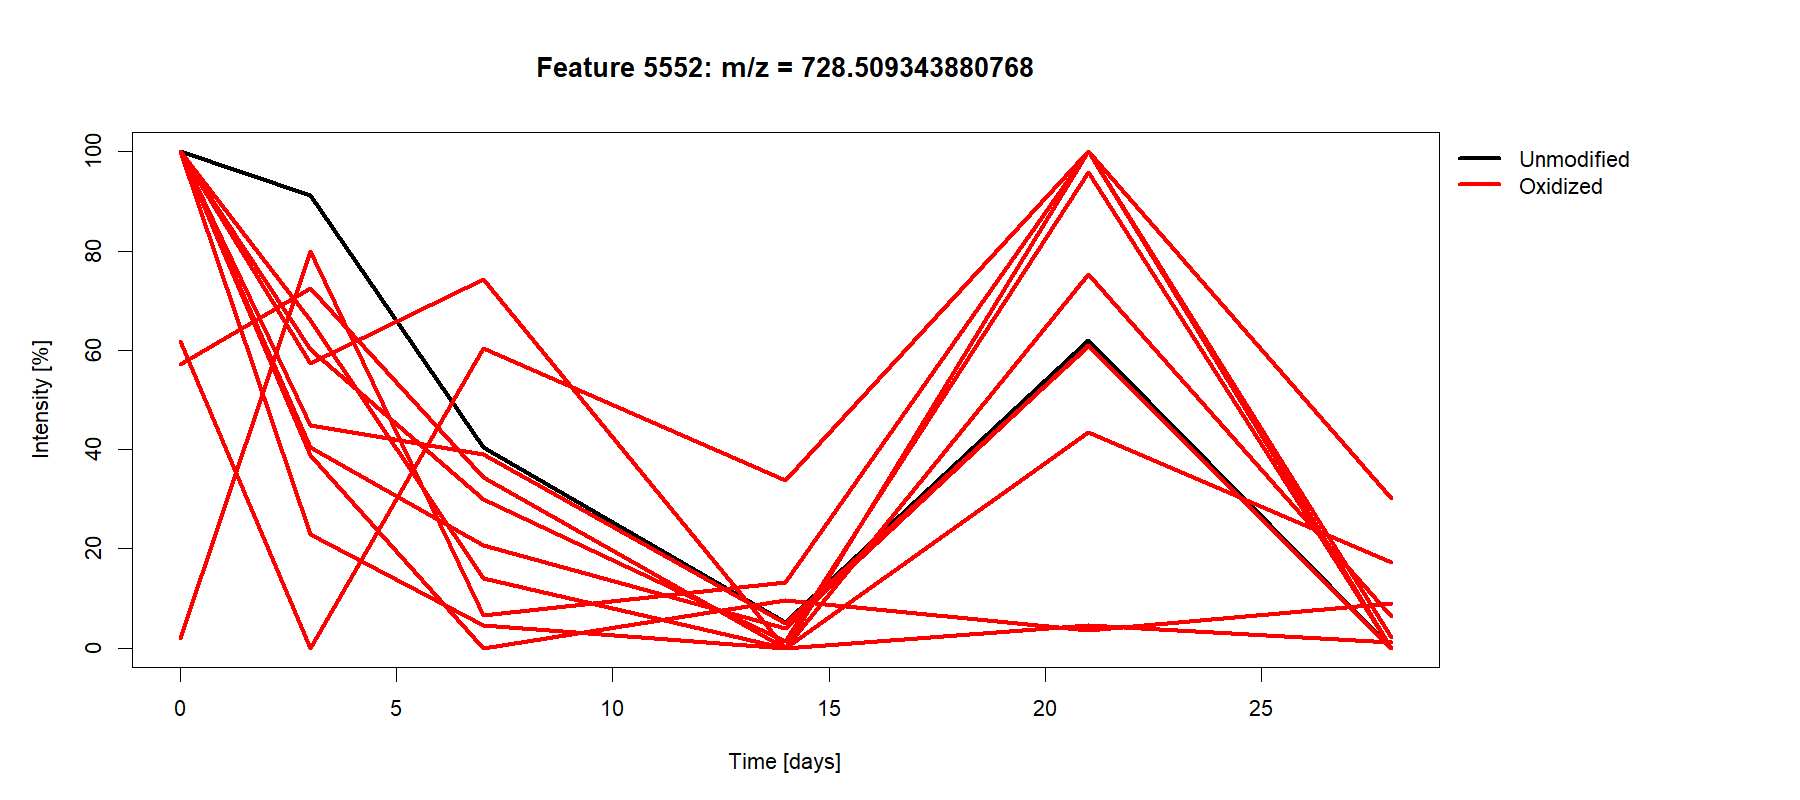 Feature 5552: m/z = 728.509343880768
Unmodified
Oxidized
Intensity [%]
100
80
60
40
20
0
0 5 10 15 20 25
Time [days]